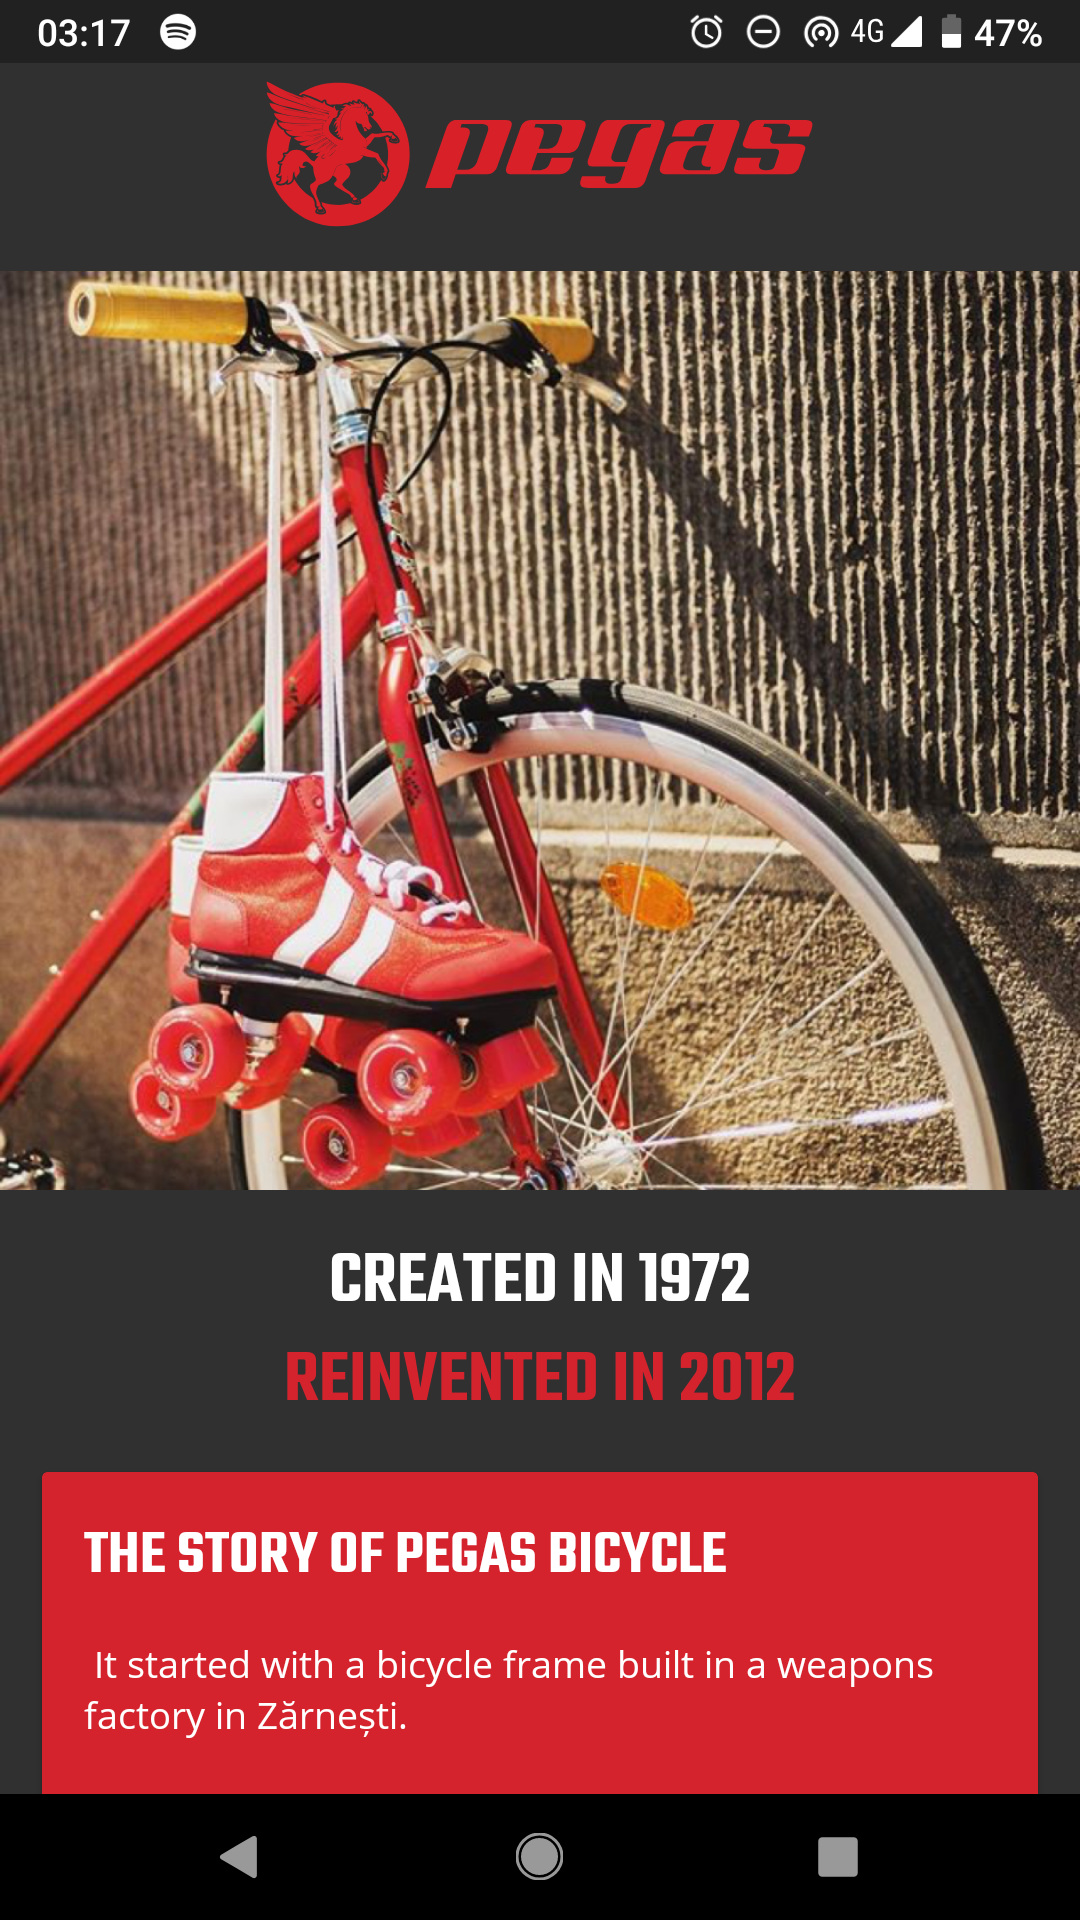 03:17
4G
47%
pegas
CREATED IN 1972
REINVENTED IN 2012
THE STORY OF PEGAS BICYCLE
It started with a bicycle frame built in a weapons
factory in Zărnești.